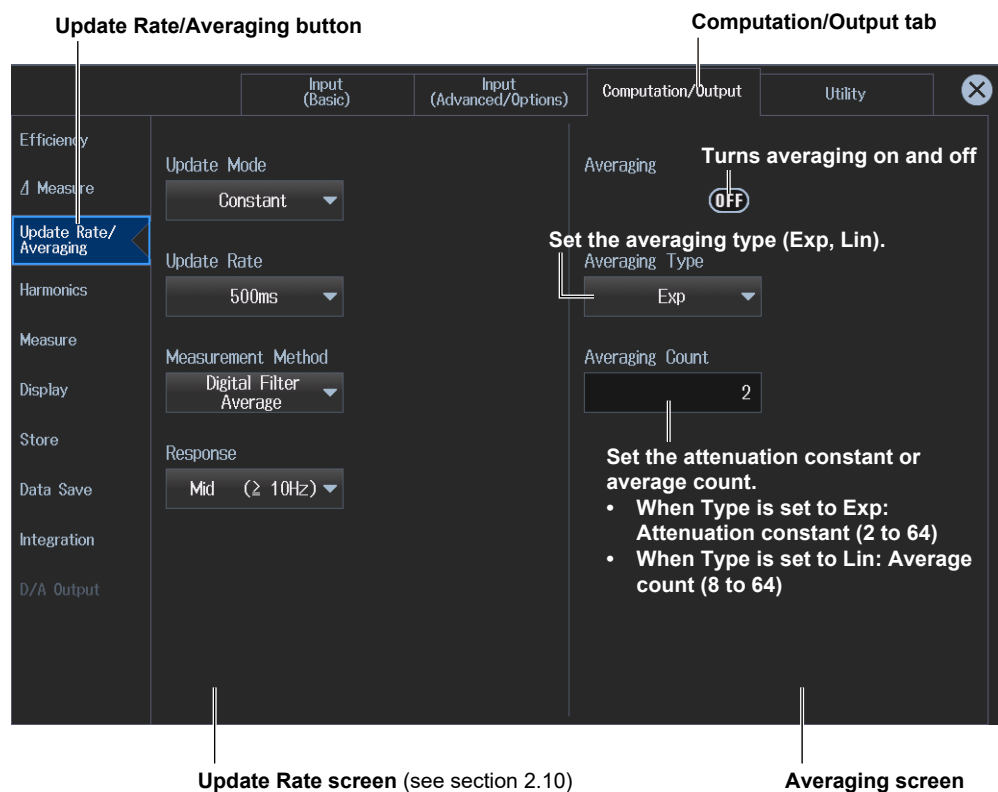 Update Rate/Averaging button
Computation/Output tab
Input
(Basic)
Input
(Advanced/Options)
Computation/Output
Utility
Efficiency
Δ Measure
Update Rate/
Averaging
Harmonics
Measure
Display
Store
Data Save
Integration
D/A Output
Update Mode
Constant
Update Rate
500ms
Measurement Method
Digital Filter
Average
Response
Mid (≧ 10Hz)
Averaging
Turns averaging on and off
OFF
Set the averaging type (Exp, Lin).
Averaging Type
Exp
Averaging Count
2
Set the attenuation constant or
average count.
• When Type is set to Exp:
Attenuation constant (2 to 64)
• When Type is set to Lin: Average
count (8 to 64)
Update Rate screen (see section 2.10)
Averaging screen